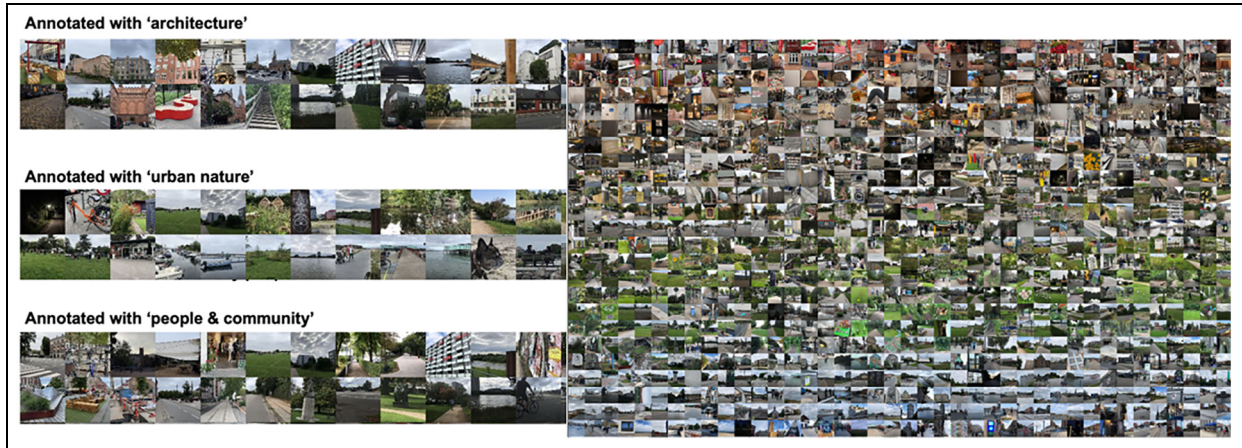 Annotated with ‘architecture’
Annotated with ‘urban nature’
Annotated with ‘people & community’